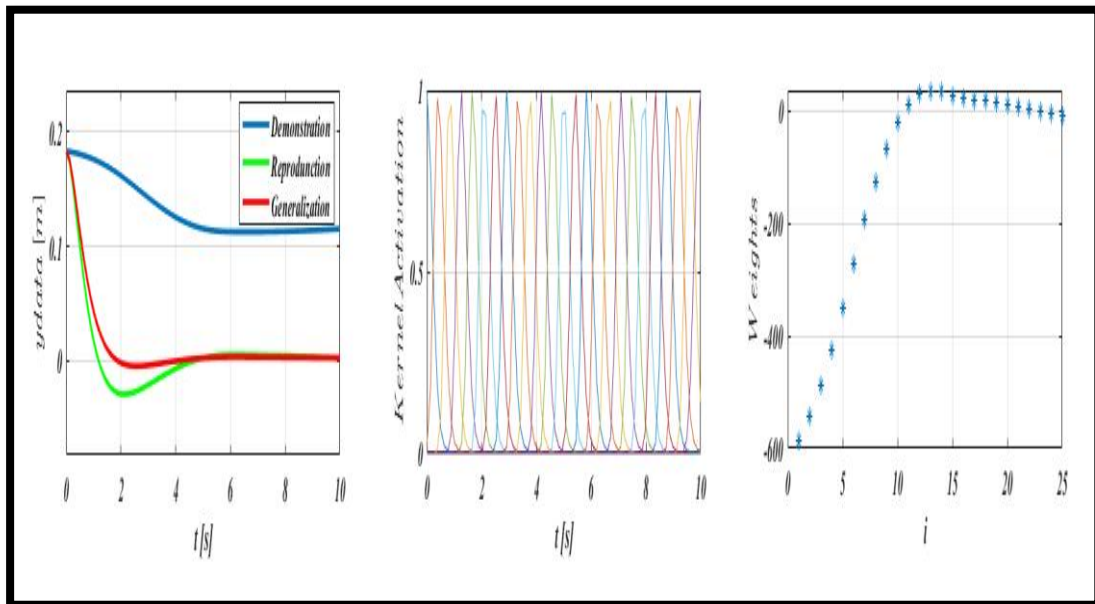 ydata [m]
0.2
0.1
0
0 2 4 6 8 10
t [s]
Demonstration
Reprodunction
Generalization
Kernel Activation
1
0.5
0
0 2 4 6 8 10
t [s]
Weights
0
-200
-400
-600
0 5 10 15 20 25
i